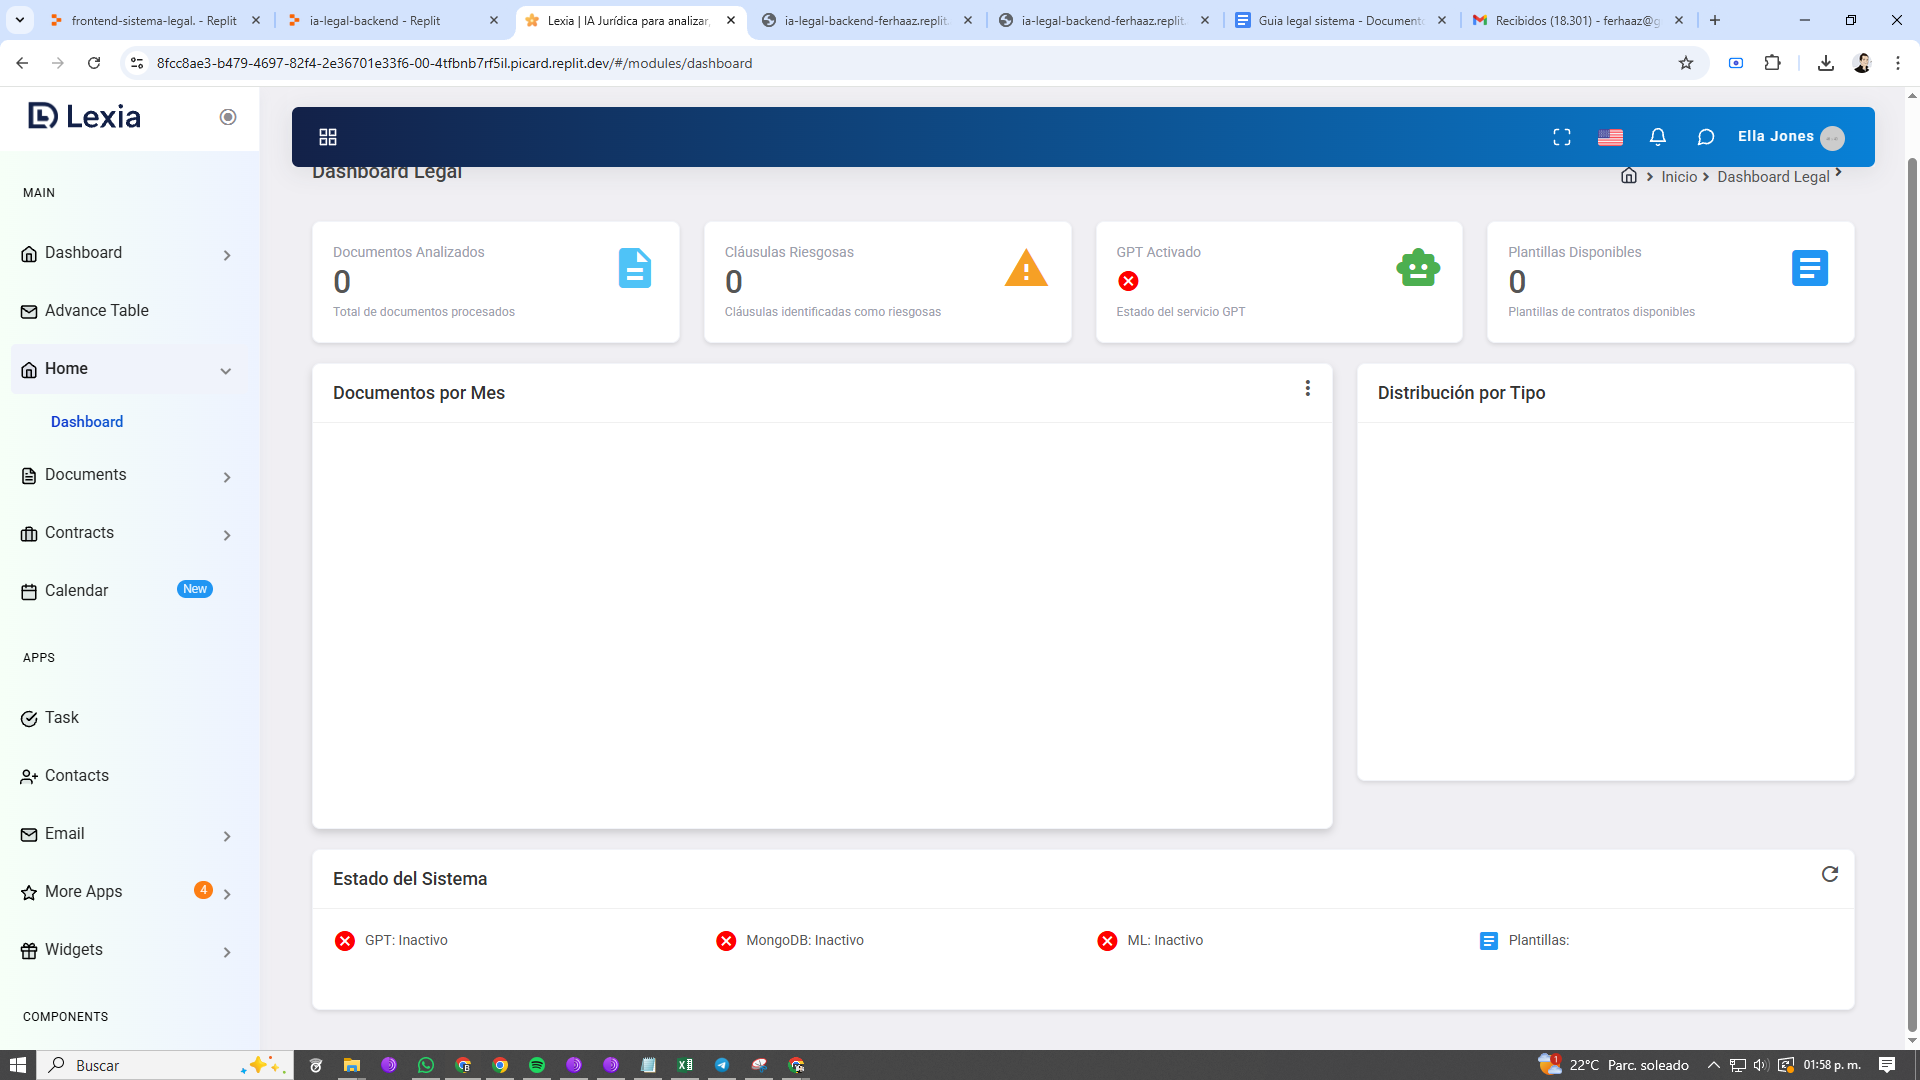 frontend-sistema-legal. - Replit
ia-legal-backend - Replit
Lexia | IA Jurídica para analizar,
ia-legal-backend-ferhaaz.replit.
ia-legal-backend-ferhaaz.replit.
Guia legal sistema - Document
Recibidos (18.301) - ferhaaz@g
8fcc8ae3-b479-4697-82f4-2e36701e33f6-00-4tfbnb7rf5il.picard.replit.dev/#/modules/dashboard
Lexia
Ella Jones
MAIN
Dashboard
Advance Table
Home
Dashboard
Documents
Contracts
Calendar
New
APPS
Task
Contacts
Email
More Apps
4
Widgets
COMPONENTS
Dashboard Legal
Inicio
Dashboard Legal
Documentos Analizados
0
Total de documentos procesados
Cláusulas Riesgosas
0
Cláusulas identificadas como riesgosas
GPT Activado
Estado del servicio GPT
Plantillas Disponibles
0
Plantillas de contratos disponibles
Documentos por Mes
Distribución por Tipo
Estado del Sistema
GPT: Inactivo
MongoDB: Inactivo
ML: Inactivo
Plantillas:
Buscar
1
22°C
Parc. soleado
01:58 p. m.